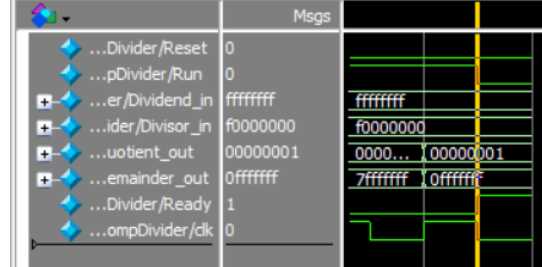 Msgs
...Divider/Reset 0
...pDivider/Run 0
...er/Dividend_in ffffffff ffffffff
...ider/Divisor_in f0000000 f0000000
...uotient_out 00000001 0000... 00000001
...emainder_out 0fffffff 7fffffff 0fffffff
...Divider/Ready 1
...ompDivider/clk 0